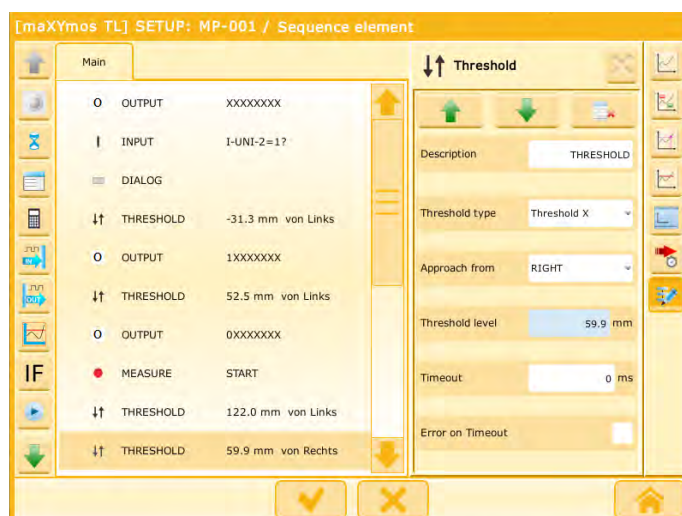 [maXYmos TL] SETUP: MP-001 / Sequence element
Main
O OUTPUT XXXXXXXX
I INPUT I-UNI-2=1?
DIALOG
THRESHOLD -31.3 mm von Links
O OUTPUT 1XXXXXXX
THRESHOLD 52.5 mm von Links
O OUTPUT 0XXXXXXX
MEASURE START
THRESHOLD 122.0 mm von Links
THRESHOLD 59.9 mm von Rechts
IN
OUT
IF
Threshold
Description THRESHOLD
Threshold type Threshold X
Approach from RIGHT
Threshold level 59.9 mm
Timeout 0 ms
Error on Timeout